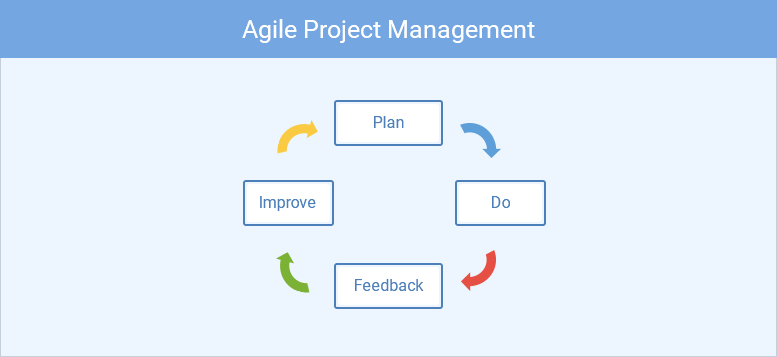 Agile Project Management
Plan
Improve
Do
Feedback